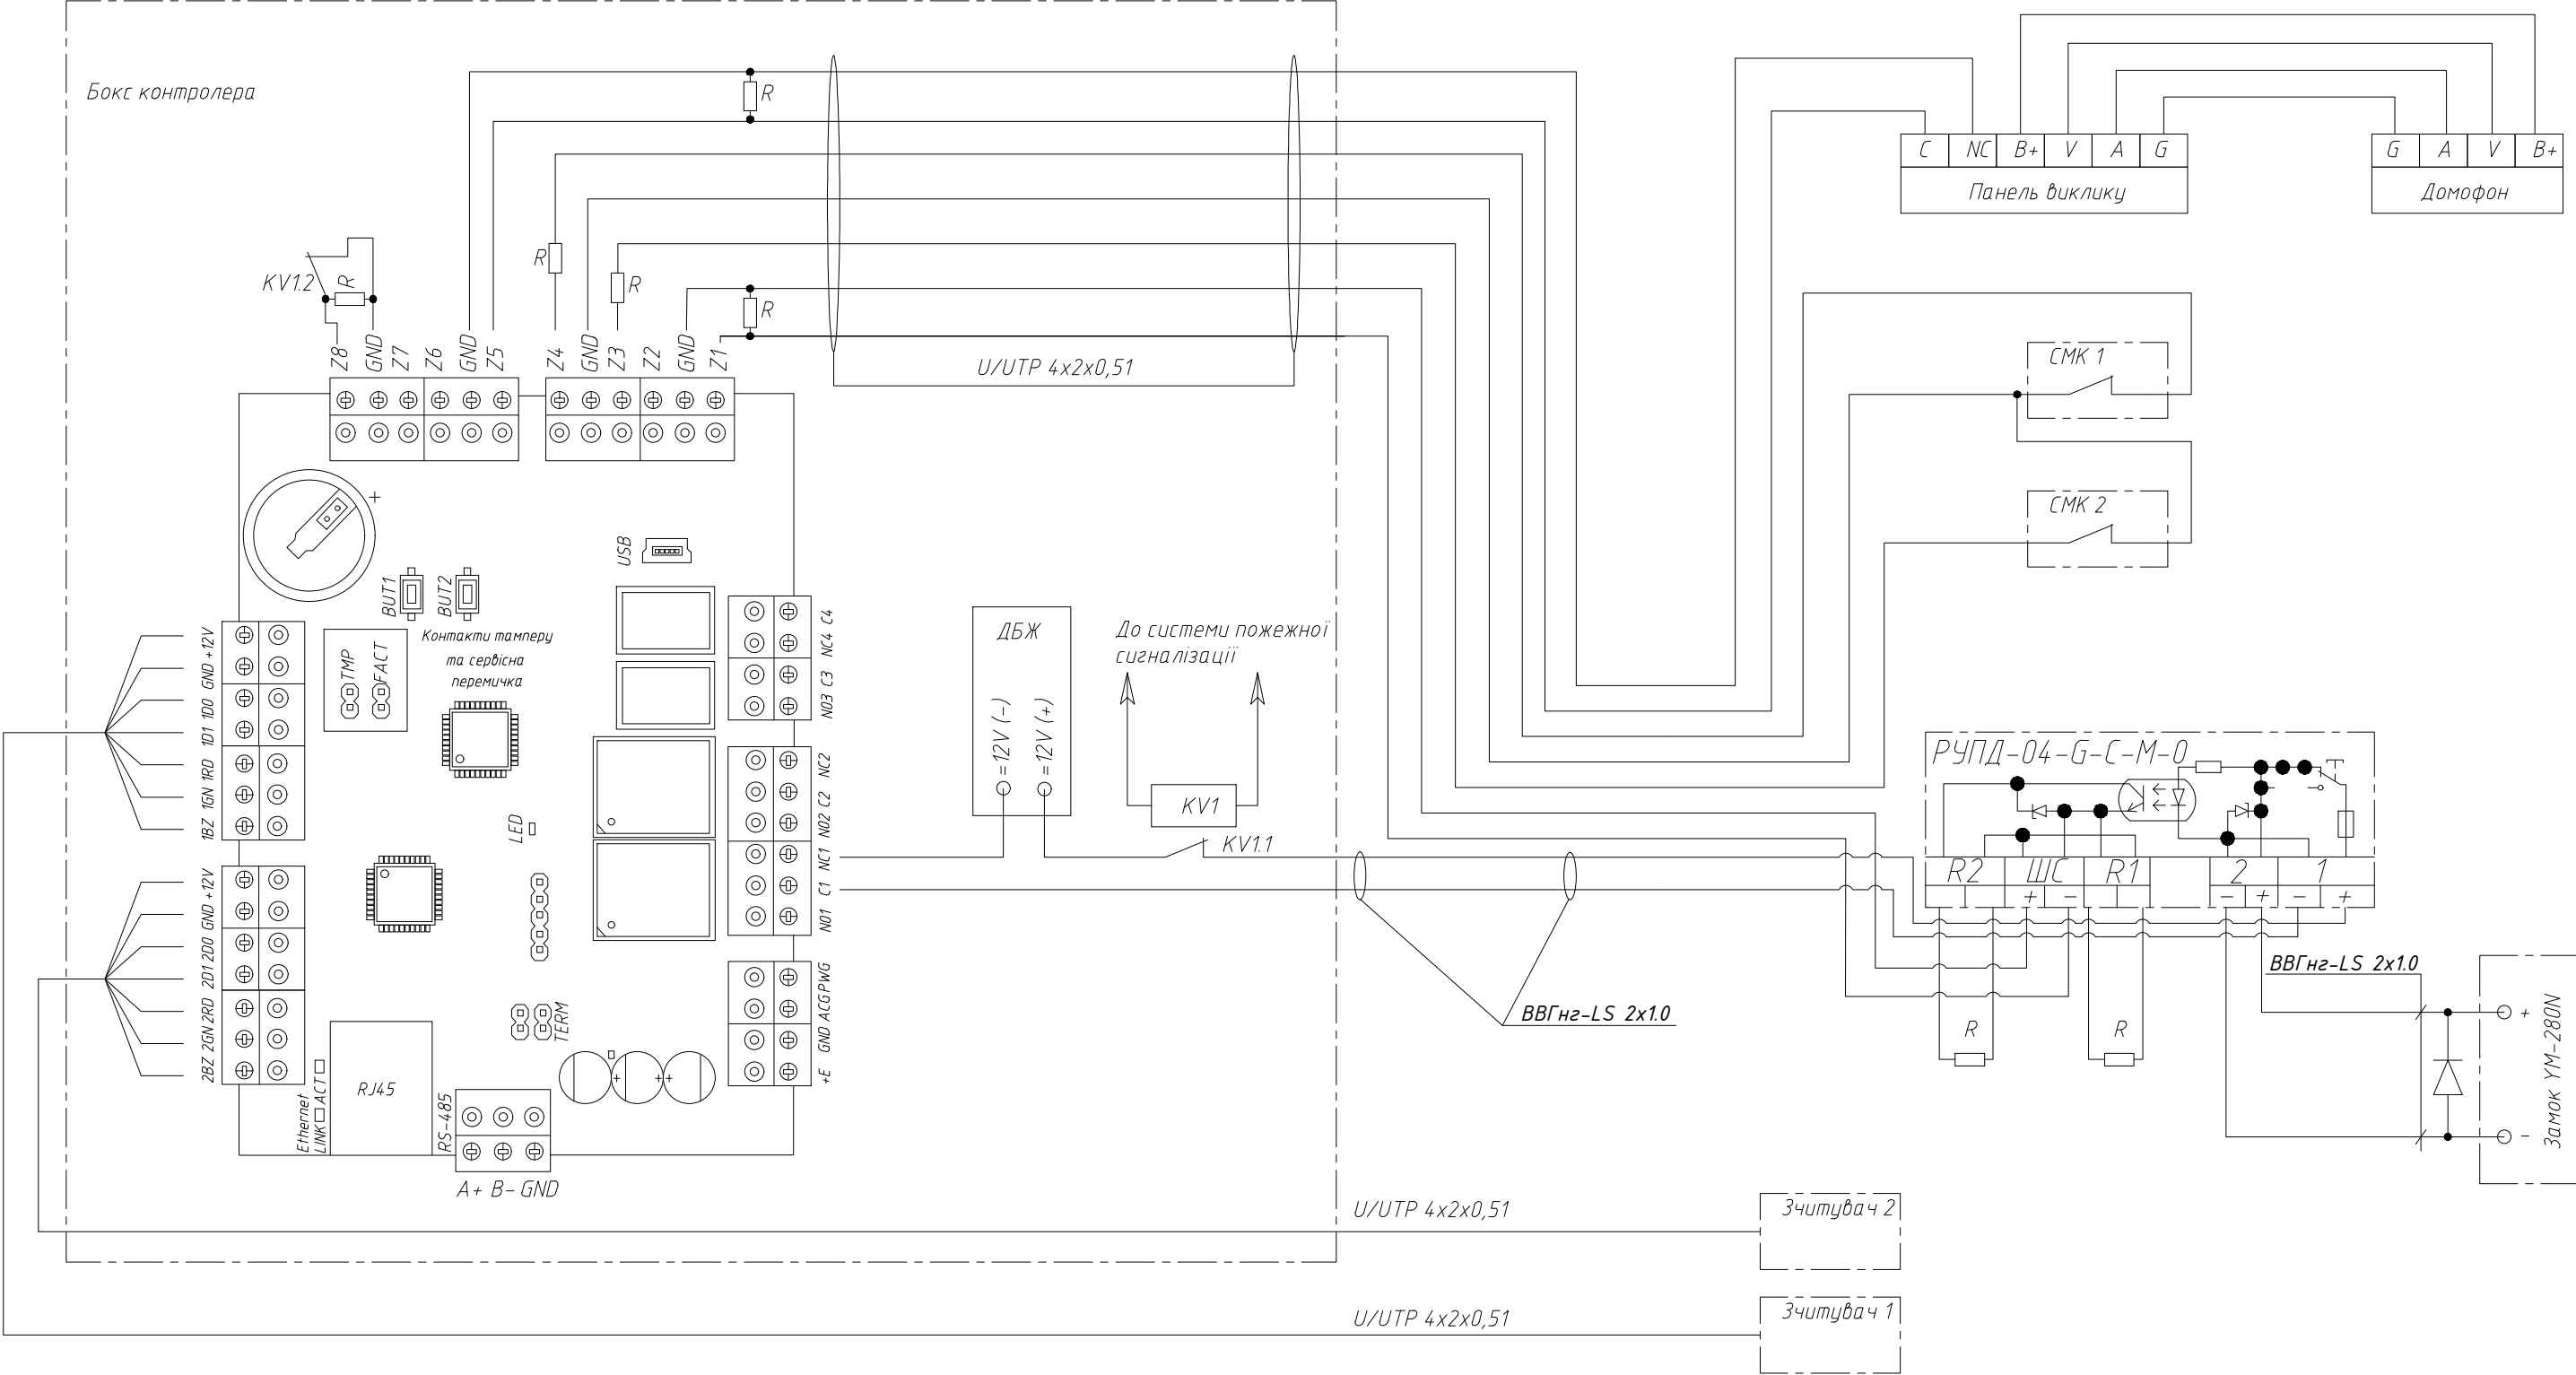 Бокс контролера
R
R
R
R
KV1.2
R
Z8 GND Z7 Z6 GND Z5 Z4 GND Z3 Z2 GND Z1
U/UTP 4x2x0,51
C NC B+ V A G
Панель виклику
G A V B+
Домофон
СМК 1
СМК 2
+
USB
BUT1
BUT2
TMP
FACT
Контакти тамперу
та сервісна
перемичка
1BZ 1GN 1RD 1D1 1D0 GND +12V
2BZ 2GN 2RD 2D1 2D0 GND +12V
NO3 C3 NC4 C4
NO1 C1 NC1 NO2 C2 NC2
+E GND ACG PWG
LED
TERM
+ + +
RJ45
Ethernet
LINK ACT
RS-485
A+ B- GND
ДБЖ
=12V (-)
=12V (+)
До системи пожежної
сигналізації
KV1
KV1.1
ВВГнг-LS 2x1.0
РУПД-04-G-C-M-0
R2 ШС R1 2 1
+ - - + - +
R
R
ВВГнг-LS 2x1.0
+
-
Замок YM-280N
U/UTP 4x2x0,51
Зчитувач 2
U/UTP 4x2x0,51
Зчитувач 1